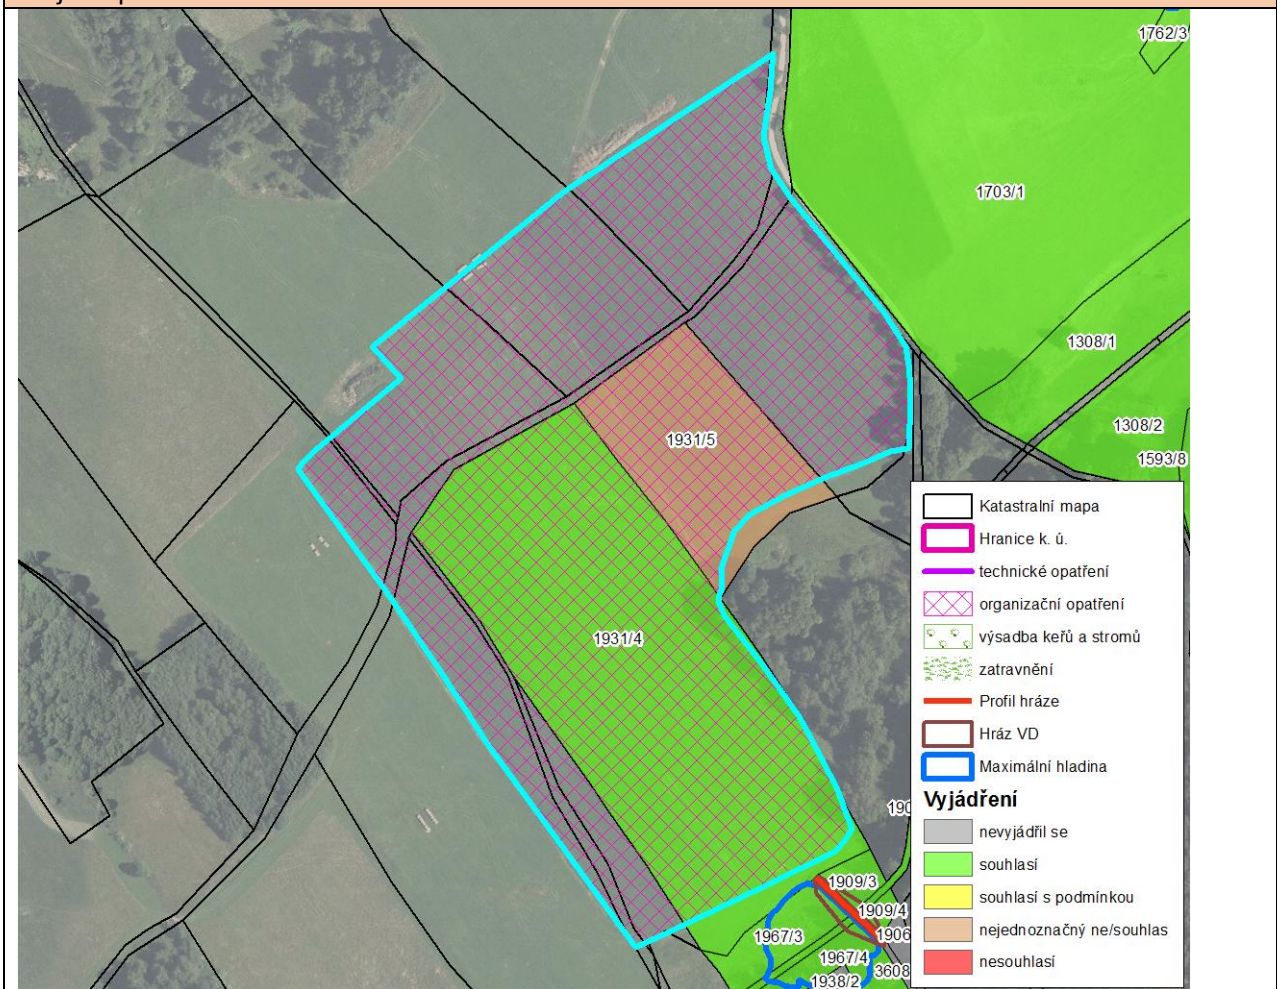 1762/3
1703/1
1308/1
1308/2
1593/8
1931/5
1931/4
1909/3
1909/4
1906
1967/3
1967/4
3608
1938/2
Katastralní mapa
Hranice k. ú.
technické opatření
organizační opatření
výsadba keřů a stromů
zatravnění
Profil hráze
Hráz VD
Maximální hladina
Vyjádření
nevyjádřil se
souhlasí
souhlasí s podmínkou
nejednoznačný ne/souhlas
nesouhlasí